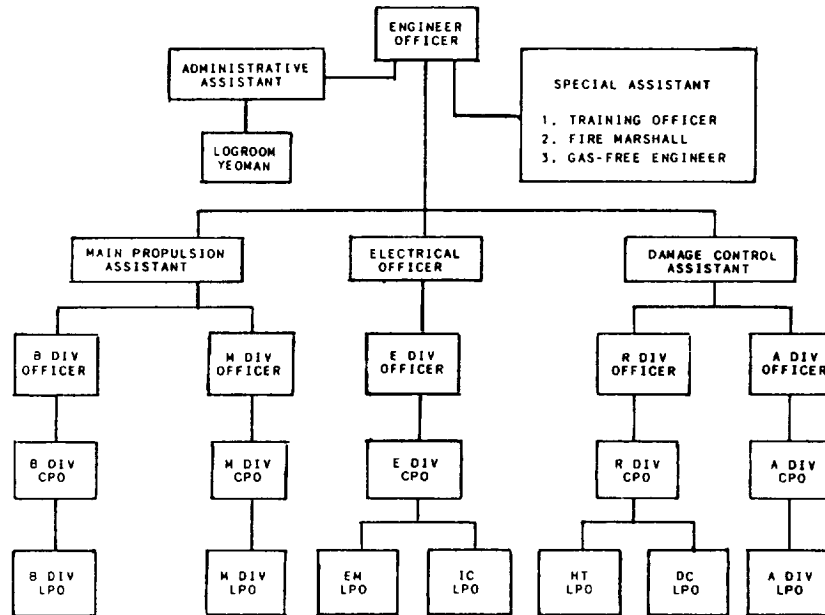 ENGINEER
OFFICER
ADMINISTRATIVE
ASSISTANT
SPECIAL ASSISTANT
1. TRAINING OFFICER
2. FIRE MARSHALL
3. GAS-FREE ENGINEER
LOGROOM
YEOMAN
MAIN PROPULSION
ASSISTANT
ELECTRICAL
OFFICER
DAMAGE CONTROL
ASSISTANT
B DIV
OFFICER
M DIV
OFFICER
E DIV
OFFICER
R DIV
OFFICER
A DIV
OFFICER
B DIV
CPO
M DIV
CPO
E DIV
CPO
R DIV
CPO
A DIV
CPO
B DIV
LPO
M DIV
LPO
EM
LPO
IC
LPO
HT
LPO
DC
LPO
A DIV
LPO